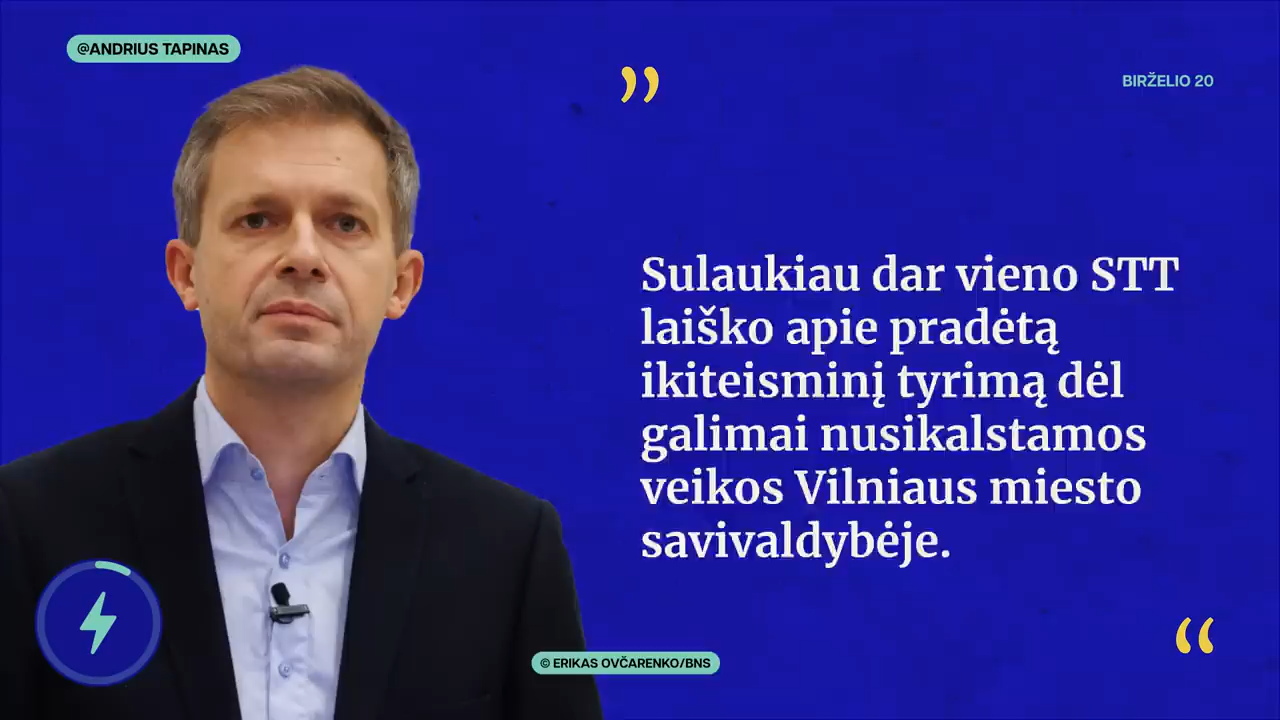 @ANDRIUS TAPINAS
BIRŽELIO 20
”
Sulaukiau dar vieno STT
laiško apie pradėtą
ikiteisminį tyrimą dėl
galimai nusikalstamos
veikos Vilniaus miesto
savivaldybėje.
“
© ERIKAS OVČARENKO/BNS